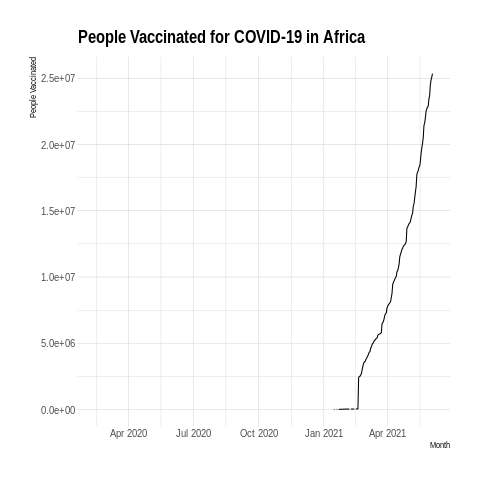 People Vaccinated for COVID-19 in Africa
People Vaccinated
2.5e+07
2.0e+07
1.5e+07
1.0e+07
5.0e+06
0.0e+00
Apr 2020 Jul 2020 Oct 2020 Jan 2021 Apr 2021
Month